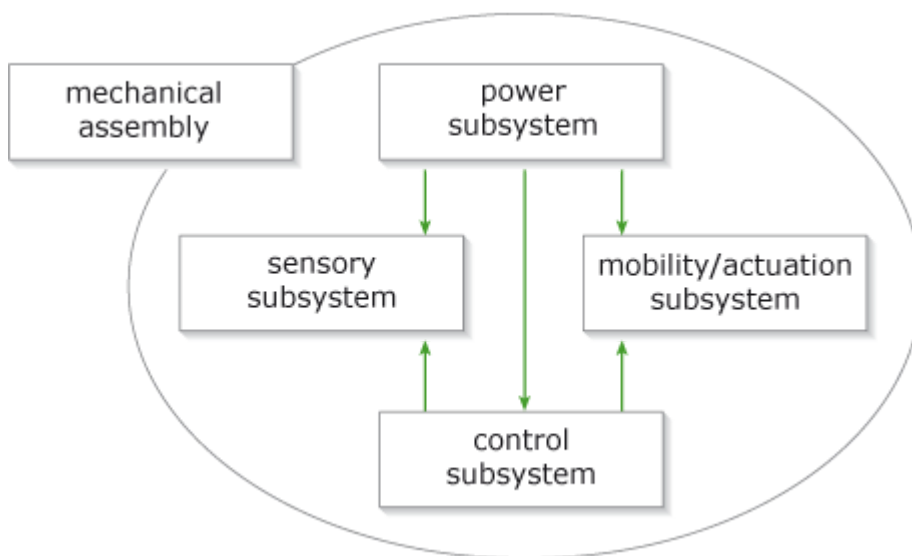 mechanical
assembly
power
subsystem
sensory
subsystem
mobility/actuation
subsystem
control
subsystem